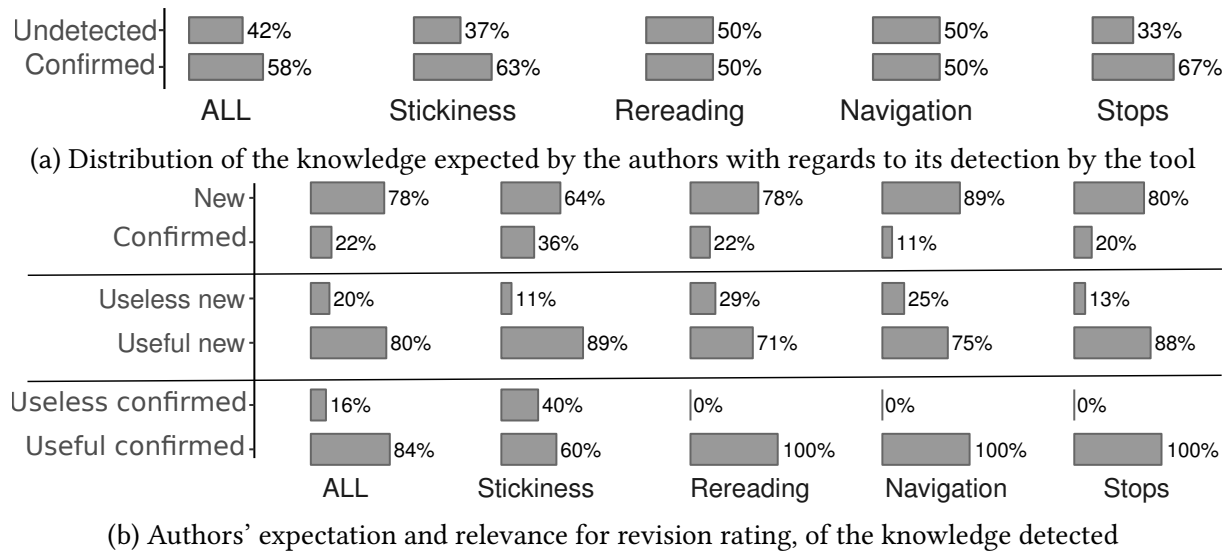 Undetected 42% 37% 50% 50% 33%
Confirmed 58% 63% 50% 50% 67%
ALL Stickiness Rereading Navigation Stops
(a) Distribution of the knowledge expected by the authors with regards to its detection by the tool
New 78% 64% 78% 89% 80%
Confirmed 22% 36% 22% 11% 20%
Useless new 20% 11% 29% 25% 13%
Useful new 80% 89% 71% 75% 88%
Useless confirmed 16% 40% 0% 0% 0%
Useful confirmed 84% 60% 100% 100% 100%
ALL Stickiness Rereading Navigation Stops
(b) Authors' expectation and relevance for revision rating, of the knowledge detected